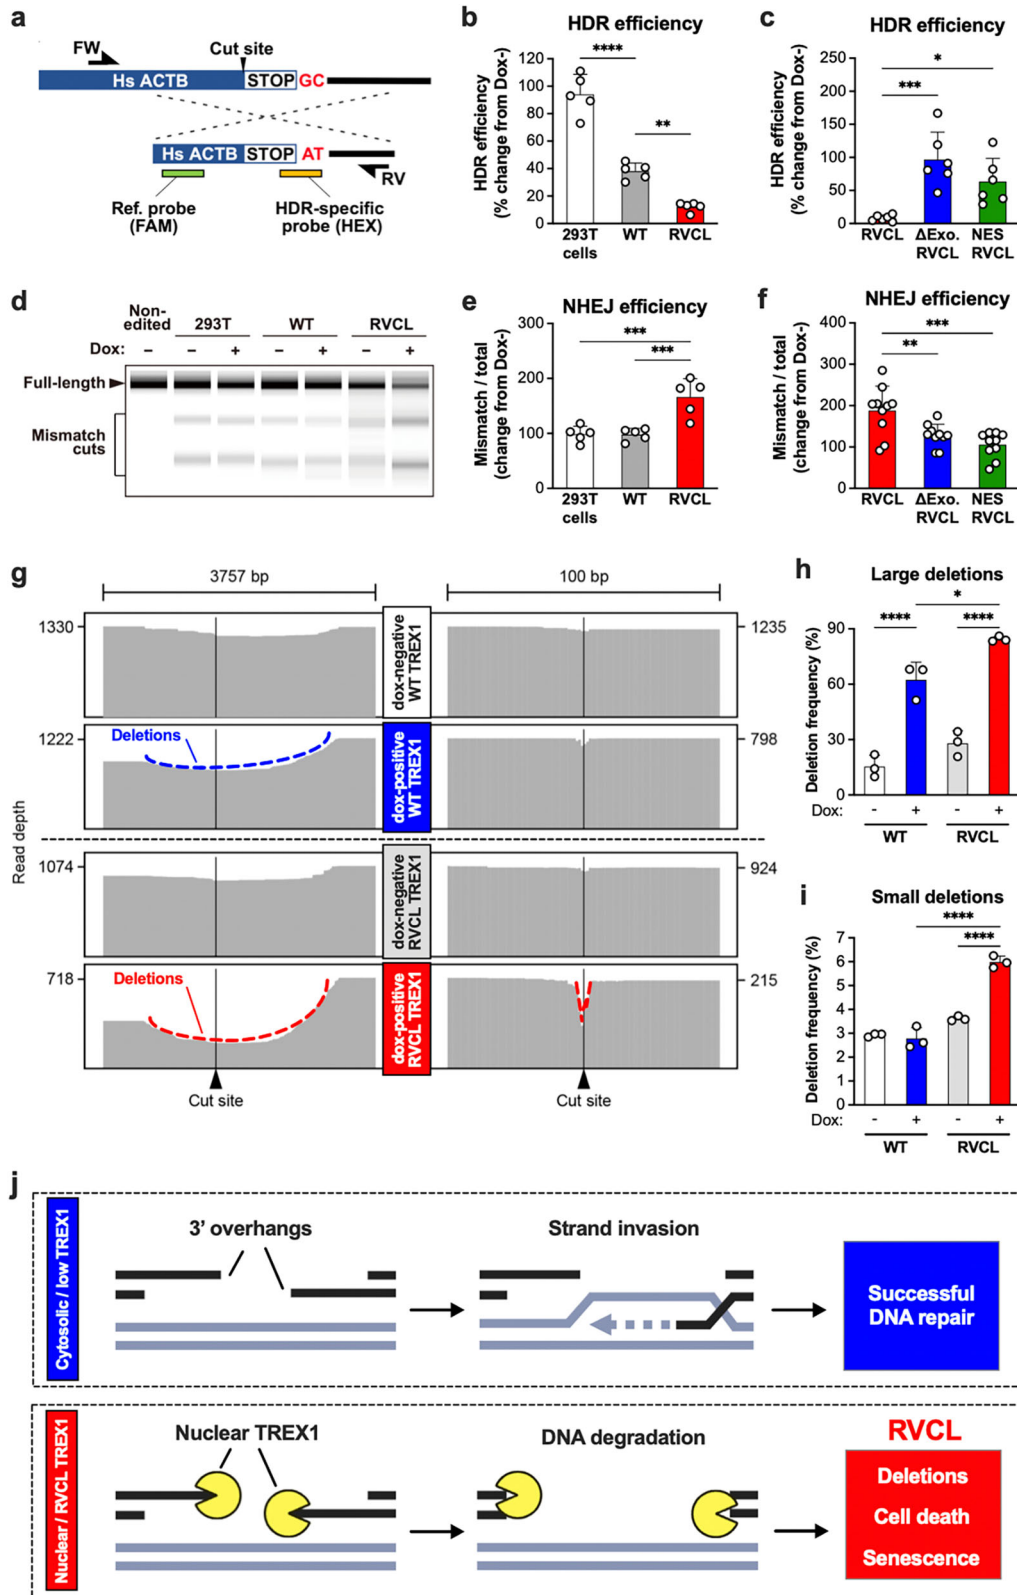 a
FW
Cut site
Hs ACTB
STOP
GC
Hs ACTB
STOP
AT
RV
Ref. probe
(FAM)
HDR-specific
probe (HEX)
b
HDR efficiency
HDR efficiency
(% change from Dox-)
120
100
80
60
40
20
0
****
**
293T
cells
WT
RVCL
c
HDR efficiency
HDR efficiency
(% change from Dox-)
250
200
150
100
50
0
*
***
RVCL
ΔExo.
RVCL
NES
RVCL
d
Non-
edited
293T
WT
RVCL
Dox:
–
–
+
–
+
–
+
Full-length
Mismatch
cuts
e
NHEJ efficiency
Mismatch / total
(change from Dox-)
300
200
100
0
***
***
293T
cells
WT
RVCL
f
NHEJ efficiency
Mismatch / total
(change from Dox-)
400
300
200
100
0
***
**
RVCL
ΔExo.
RVCL
NES
RVCL
g
3757 bp
100 bp
Read depth
1330
dox-negative
WT TREX1
1235
1222
Deletions
dox-positive
WT TREX1
798
1074
dox-negative
RVCL TREX1
924
718
Deletions
dox-positive
RVCL TREX1
215
Cut site
Cut site
h
Large deletions
Deletion frequency (%)
90
60
30
0
*
****
****
Dox:
-
+
-
+
WT
RVCL
i
Small deletions
Deletion frequency (%)
7
6
5
4
3
2
1
0
****
****
Dox:
-
+
-
+
WT
RVCL
j
Cytosolic / low TREX1
3' overhangs
Strand invasion
Successful
DNA repair
Nuclear / RVCL TREX1
Nuclear TREX1
DNA degradation
RVCL
Deletions
Cell death
Senescence